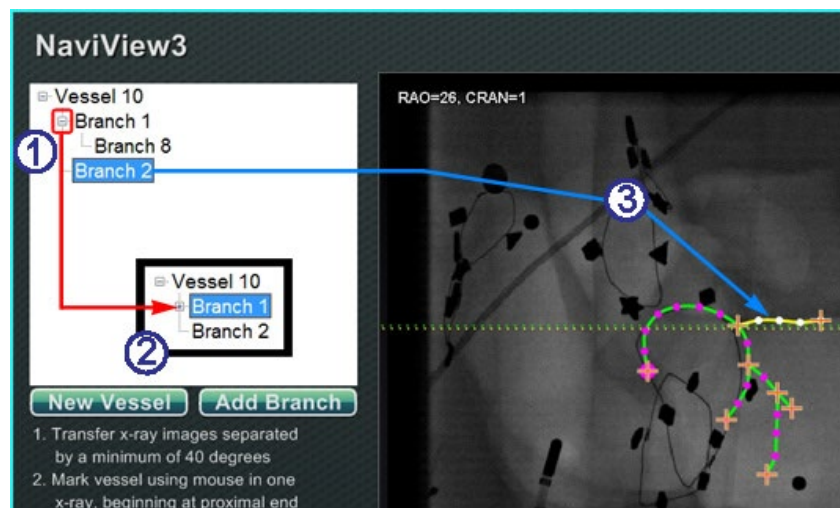 NaviView3
Vessel 10
Branch 1
Branch 8
Branch 2
1
Vessel 10
Branch 1
Branch 2
2
New Vessel
Add Branch
1. Transfer x-ray images separated
by a minimum of 40 degrees
2. Mark vessel using mouse in one
x-ray, beginning at proximal end
RAO=26, CRAN=1
3